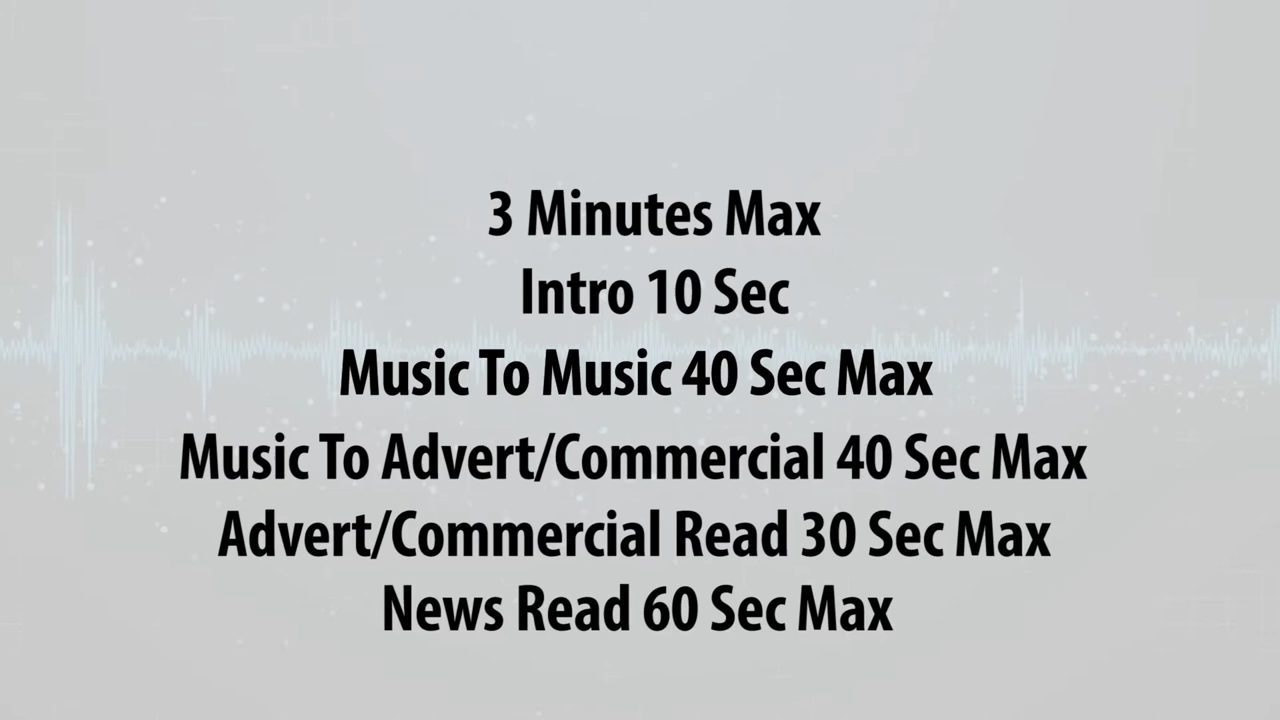 3 Minutes Max
Intro 10 Sec
Music To Music 40 Sec Max
Music To Advert/Commercial 40 Sec Max
Advert/Commercial Read 30 Sec Max
News Read 60 Sec Max